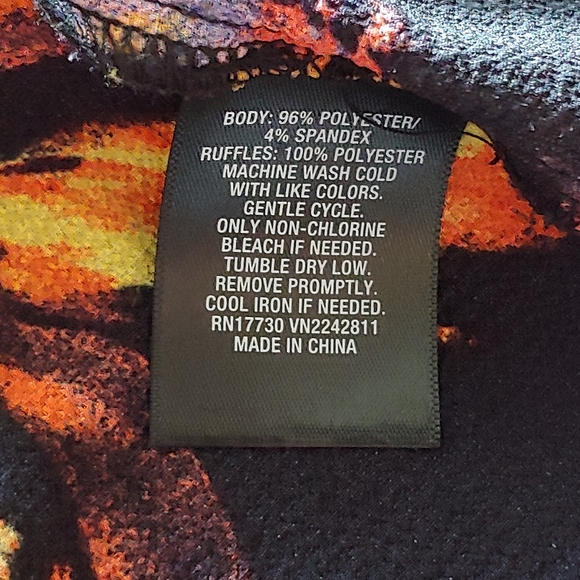 BODY: 96% POLYESTER/
4% SPANDEX
RUFFLES: 100% POLYESTER
MACHINE WASH COLD
WITH LIKE COLORS.
GENTLE CYCLE.
ONLY NON-CHLORINE
BLEACH IF NEEDED.
TUMBLE DRY LOW.
REMOVE PROMPTLY.
COOL IRON IF NEEDED.
RN17730 VN2242811
MADE IN CHINA